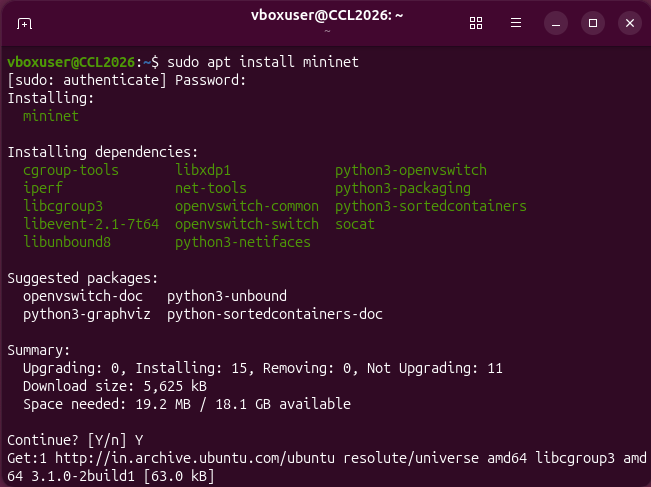 vboxuser@CCL2026: ~
~
vboxuser@CCL2026:~$ sudo apt install mininet
[sudo: authenticate] Password:
Installing:
  mininet

Installing dependencies:
  cgroup-tools       libxdp1             python3-openvswitch
  iperf              net-tools           python3-packaging
  libcgroup3         openvswitch-common  python3-sortedcontainers
  libevent-2.1-7t64  openvswitch-switch  socat
  libunbound8        python3-netifaces

Suggested packages:
  openvswitch-doc   python3-unbound
  python3-graphviz  python-sortedcontainers-doc

Summary:
  Upgrading: 0, Installing: 15, Removing: 0, Not Upgrading: 11
  Download size: 5,625 kB
  Space needed: 19.2 MB / 18.1 GB available

Continue? [Y/n] Y
Get:1 http://in.archive.ubuntu.com/ubuntu resolute/universe amd64 libcgroup3 amd
64 3.1.0-2build1 [63.0 kB]